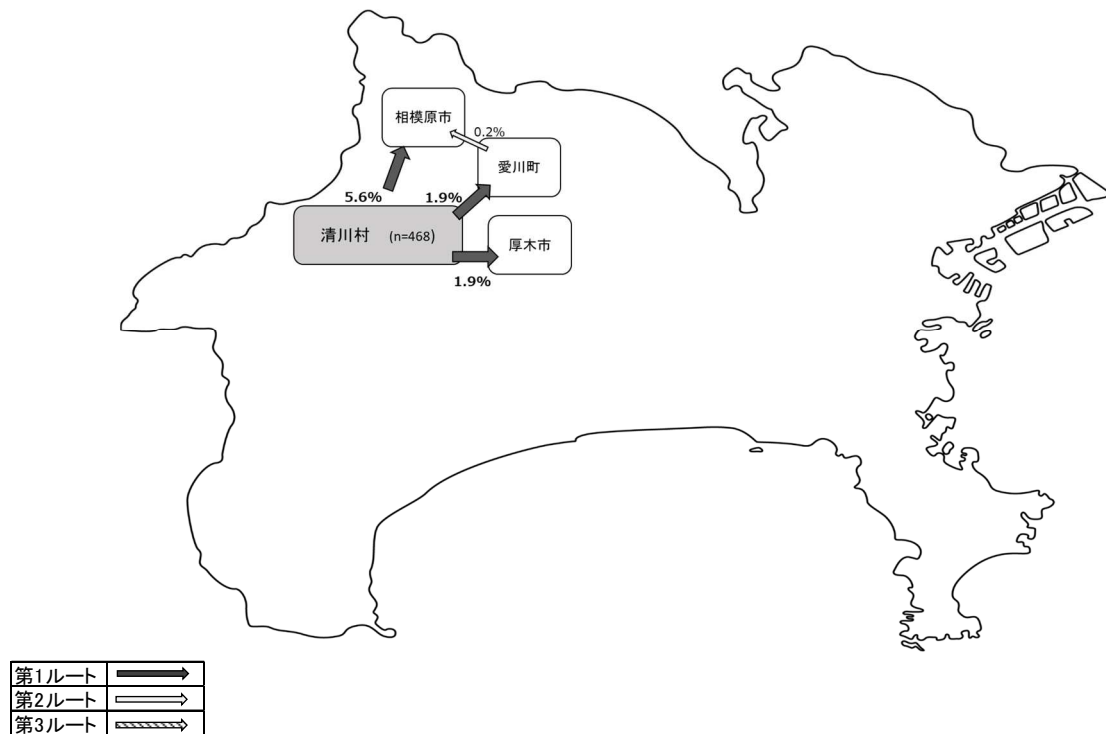 相模原市
0.2%
愛川町
5.6%
1.9%
清川村 (n=468)
厚木市
1.9%
第1ルート
第2ルート
第3ルート